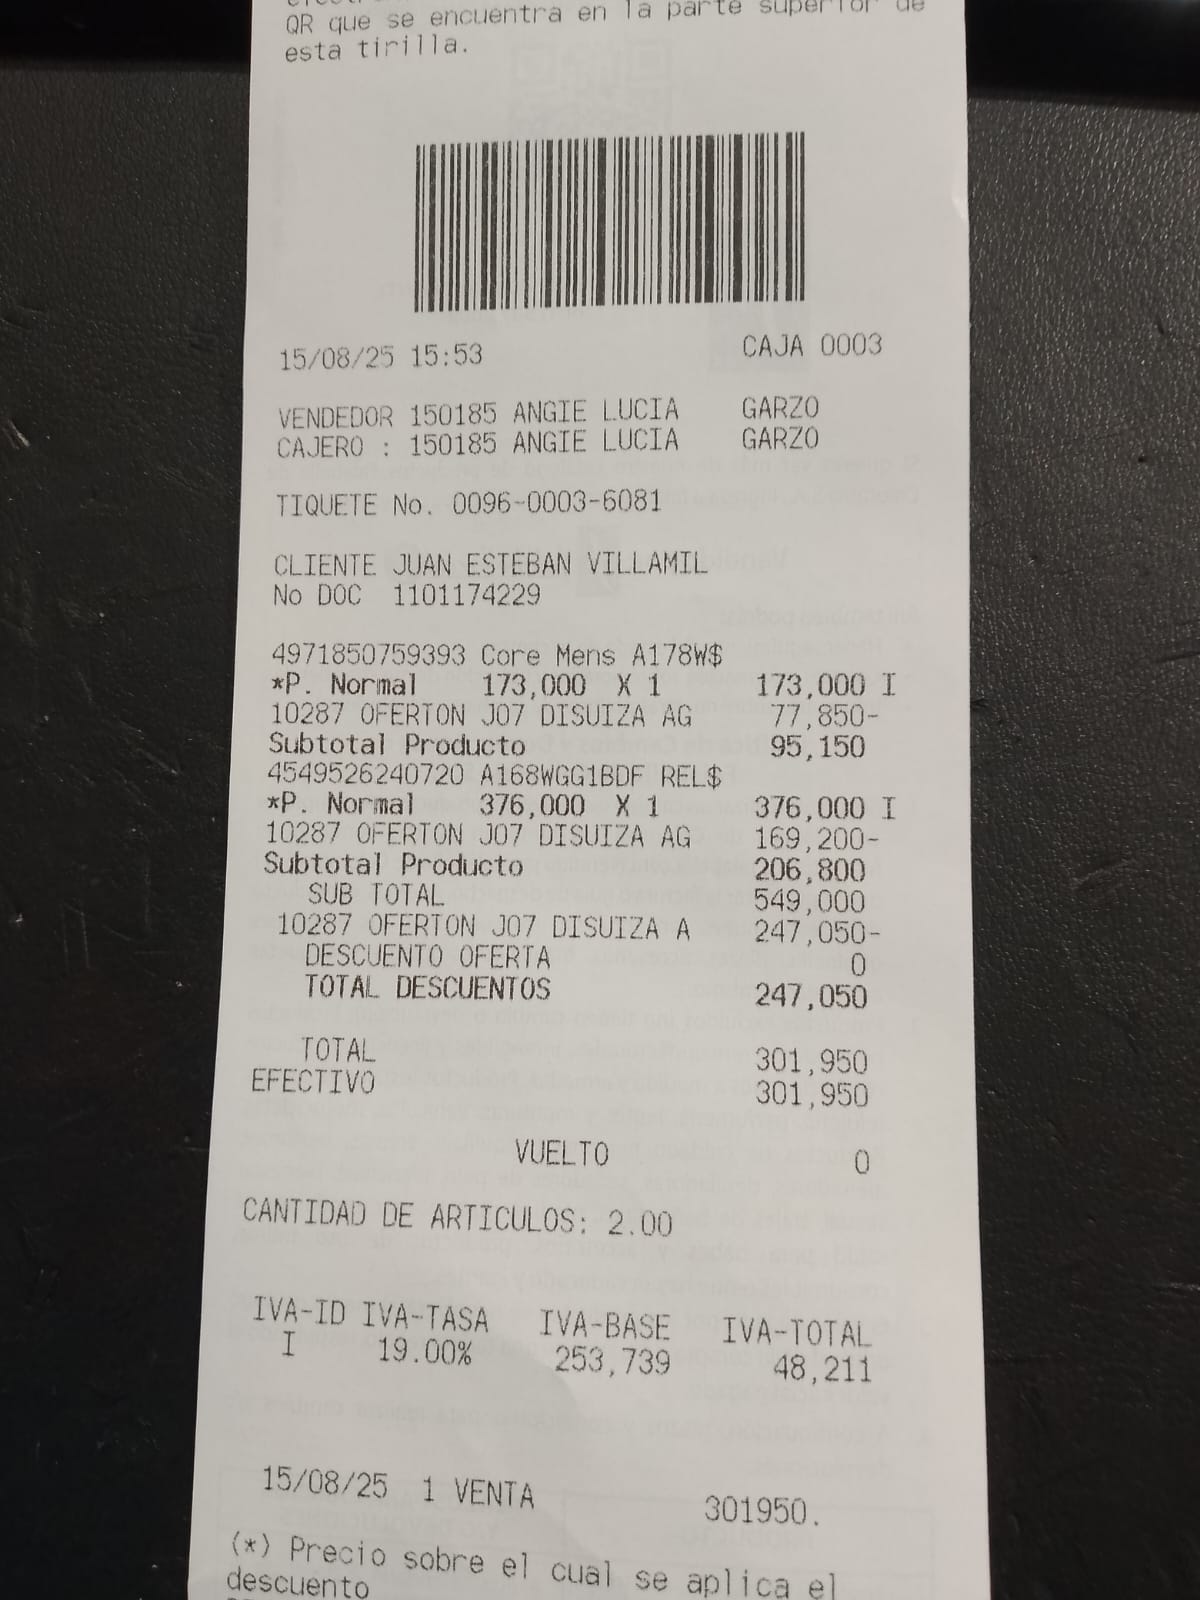 QR que se encuentra en la parte superior de
esta tirilla.
15/08/25 15:53 CAJA 0003
VENDEDOR 150185 ANGIE LUCIA GARZO
CAJERO : 150185 ANGIE LUCIA GARZO
TIQUETE No. 0096-0003-6081
CLIENTE JUAN ESTEBAN VILLAMIL
No DOC 1101174229
4971850759393 Core Mens A178W$
*P. Normal 173,000 X 1 173,000 I
10287 OFERTON J07 DISUIZA AG 77,850-
Subtotal Producto 95,150
4549526240720 A168WGG1BDF REL$
*P. Normal 376,000 X 1 376,000 I
10287 OFERTON J07 DISUIZA AG 169,200-
Subtotal Producto 206,800
SUB TOTAL 549,000
10287 OFERTON J07 DISUIZA A 247,050-
DESCUENTO OFERTA 0
TOTAL DESCUENTOS 247,050
TOTAL 301,950
EFECTIVO 301,950
VUELTO 0
CANTIDAD DE ARTICULOS: 2.00
IVA-ID IVA-TASA IVA-BASE IVA-TOTAL
I 19.00% 253,739 48,211
15/08/25 1 VENTA 301950.
(*) Precio sobre el cual se aplica el
descuento